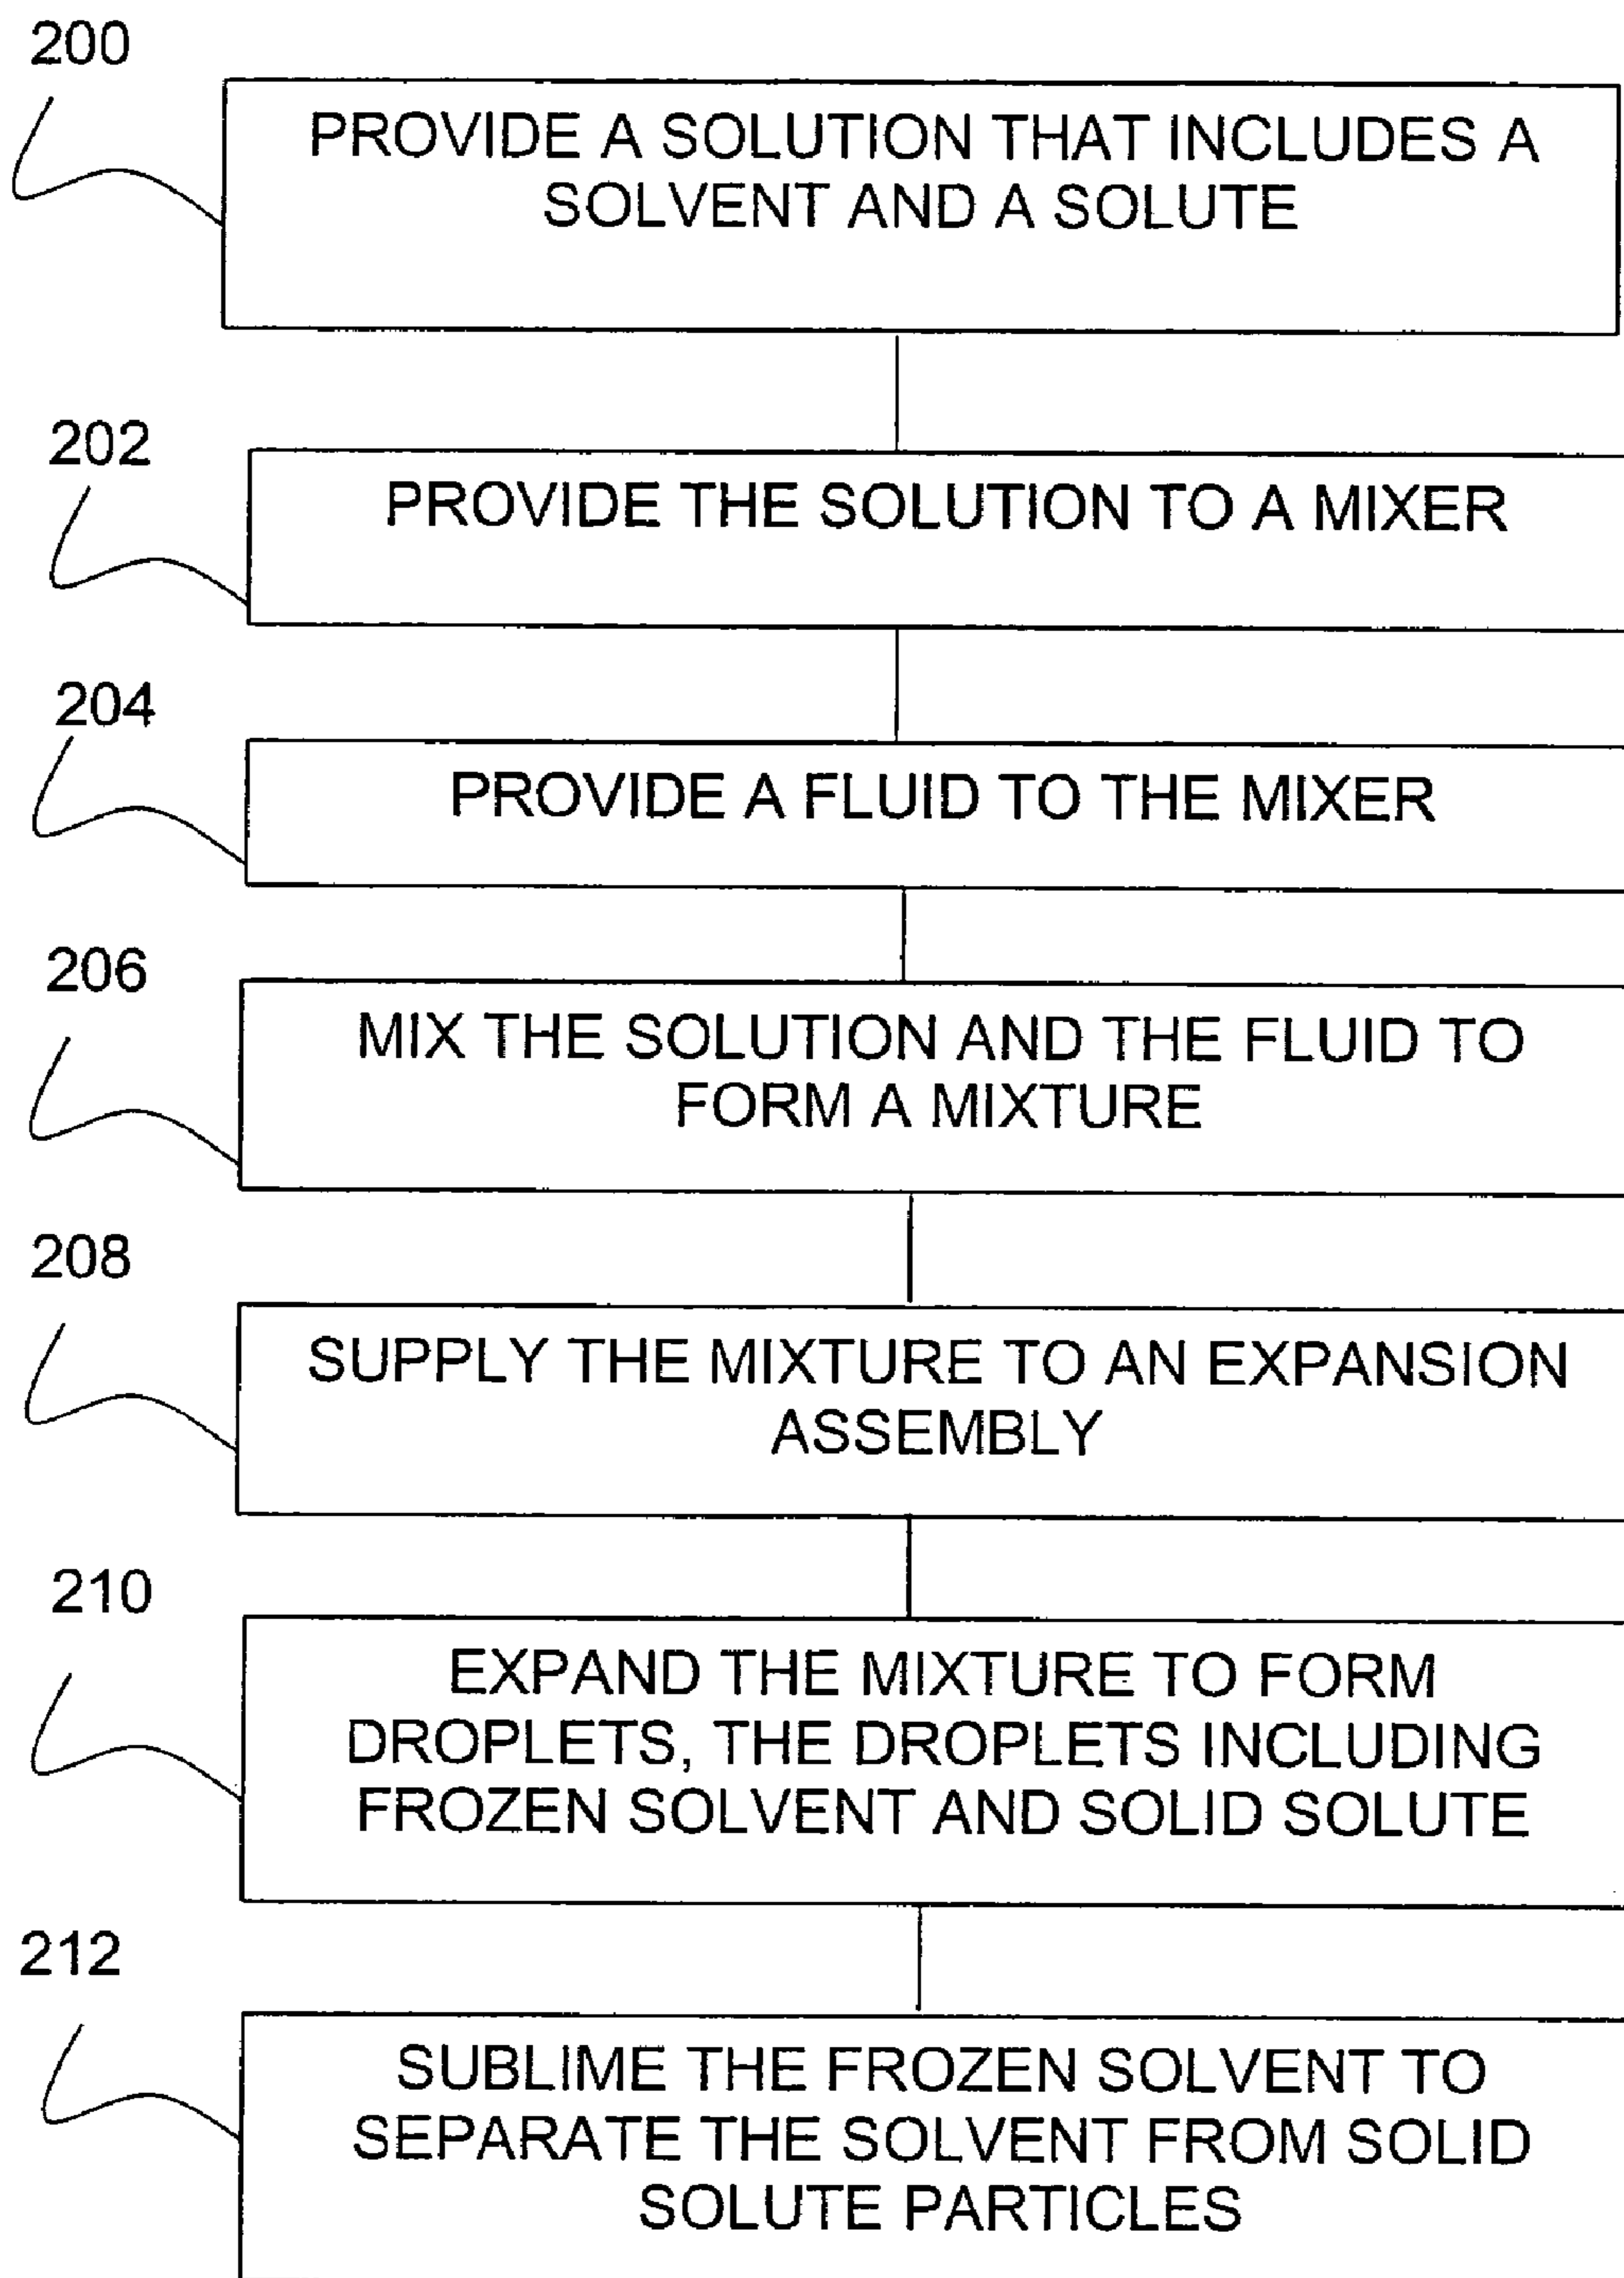 200
PROVIDE A SOLUTION THAT INCLUDES A
SOLVENT AND A SOLUTE
202
PROVIDE THE SOLUTION TO A MIXER
204
PROVIDE A FLUID TO THE MIXER
206
MIX THE SOLUTION AND THE FLUID TO
FORM A MIXTURE
208
SUPPLY THE MIXTURE TO AN EXPANSION
ASSEMBLY
210
EXPAND THE MIXTURE TO FORM
DROPLETS, THE DROPLETS INCLUDING
FROZEN SOLVENT AND SOLID SOLUTE
212
SUBLIME THE FROZEN SOLVENT TO
SEPARATE THE SOLVENT FROM SOLID
SOLUTE PARTICLES